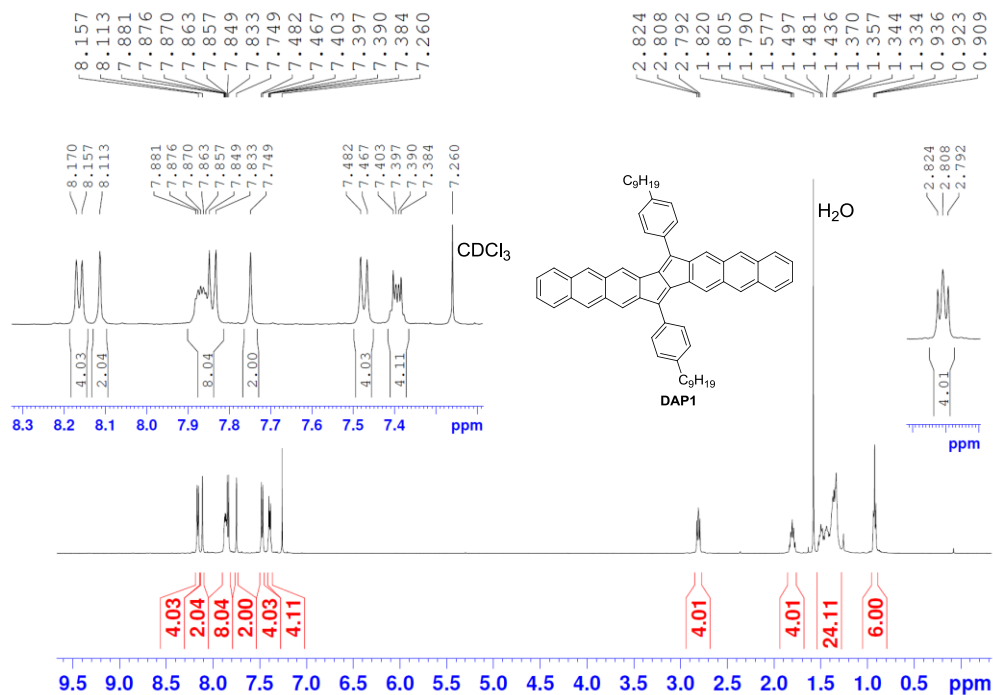 8.157 8.113 7.881 7.876 7.870 7.863 7.857 7.849 7.833 7.749 7.482 7.467 7.403 7.390 7.384 7.260
2.824 2.808 2.792 1.820 1.805 1.790 1.577 1.497 1.481 1.436 1.370 1.357 1.344 1.334 0.936 0.923 0.909
8.170 8.157 8.113 7.881 7.876 7.870 7.863 7.857 7.849 7.833 7.749 7.482 7.467 7.403 7.397 7.390 7.384 7.260
2.824 2.808 2.792
C₉H₁₉
H₂O
CDCl₃
C₉H₁₉
DAP1
4.03 2.04 8.04 2.00 4.03 4.11
4.01
8.3 8.2 8.1 8.0 7.9 7.8 7.7 7.6 7.5 7.4 ppm
ppm
4.03 2.04 8.04 2.00 4.03 4.11 4.01 4.01 24.11 6.00
9.5 9.0 8.5 8.0 7.5 7.0 6.5 6.0 5.5 5.0 4.5 4.0 3.5 3.0 2.5 2.0 1.5 1.0 0.5 ppm